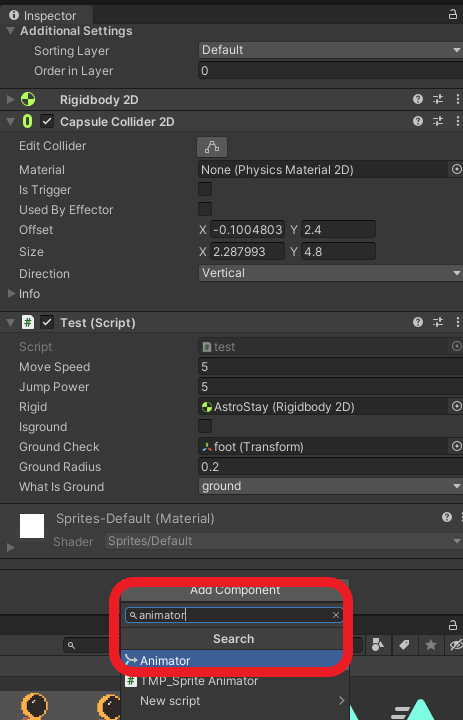 Inspector
Additional Settings
Sorting Layer Default
Order in Layer 0
Rigidbody 2D
Capsule Collider 2D
Edit Collider
Material None (Physics Material 2D)
Is Trigger
Used By Effector
Offset X -0.1004803 Y 2.4
Size X 2.287993 Y 4.8
Direction Vertical
Info
Test (Script)
Script test
Move Speed 5
Jump Power 5
Rigid AstroStay (Rigidbody 2D)
Isground
Ground Check foot (Transform)
Ground Radius 0.2
What Is Ground ground
Sprites-Default (Material)
Shader Sprites/Default
Add Component
animator
Search
Animator
TMP_Sprite Animator
New script